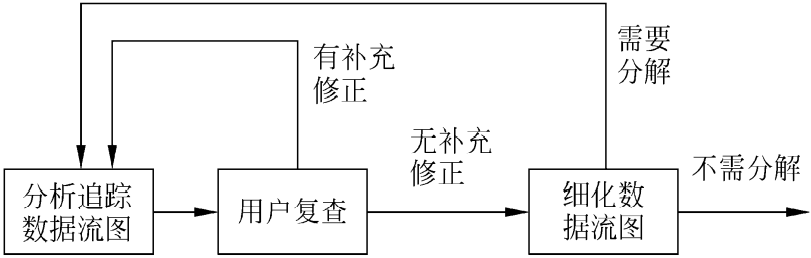 有补充
修正
需要
分解
无补充
修正
不需分解
分析追踪
数据流图
用户复查
细化数
据流图